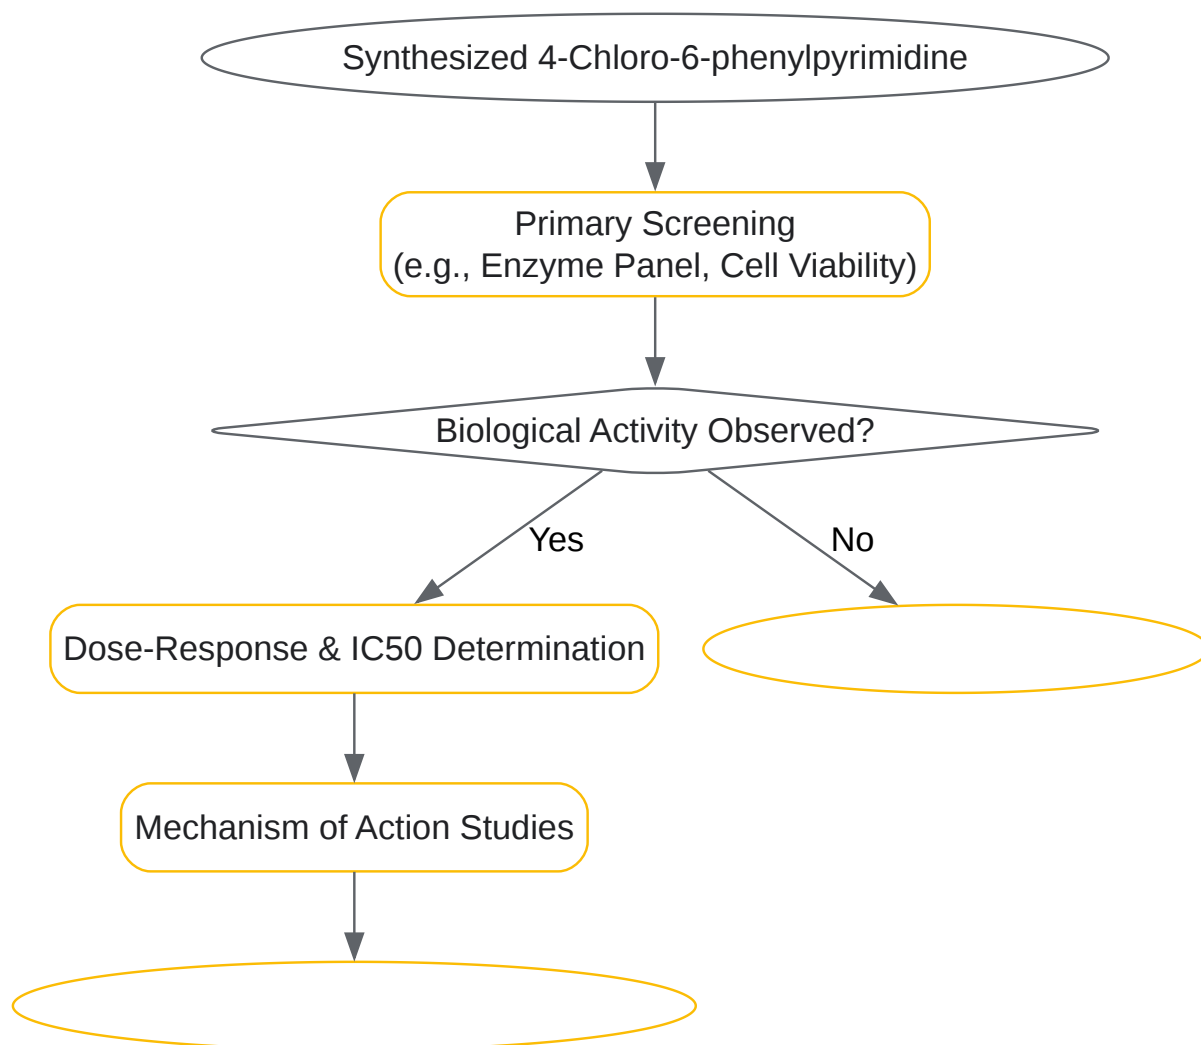 Synthesized 4-Chloro-6-phenylpyrimidine
Primary Screening
(e.g., Enzyme Panel, Cell Viability)
Biological Activity Observed?
Yes
No
Dose-Response & IC50 Determination
Mechanism of Action Studies